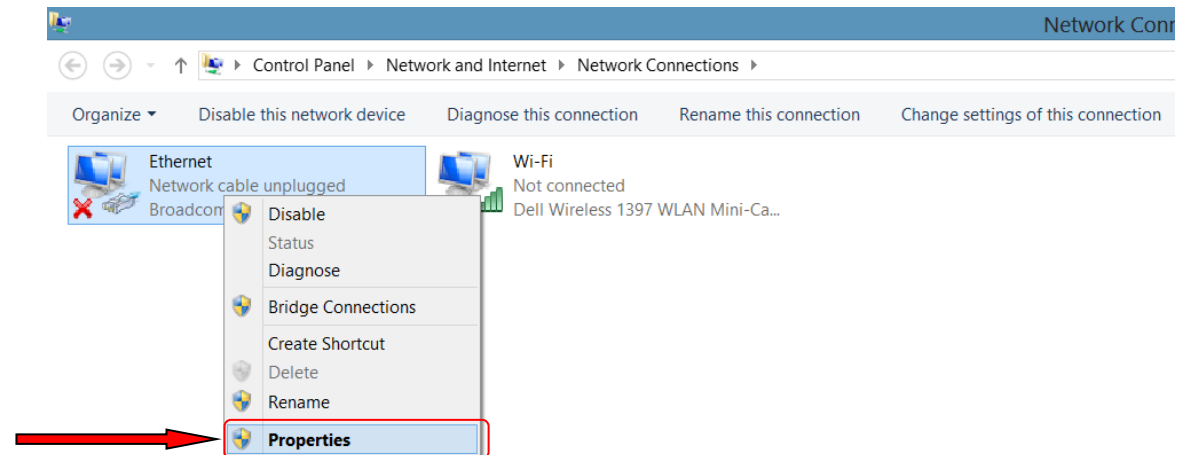 Network Conn
Control Panel Network and Internet Network Connections
Organize Disable this network device Diagnose this connection Rename this connection Change settings of this connection
Ethernet
Network cable unplugged
Broadcom
Wi-Fi
Not connected
Dell Wireless 1397 WLAN Mini-Ca...
Disable
Status
Diagnose
Bridge Connections
Create Shortcut
Delete
Rename
Properties